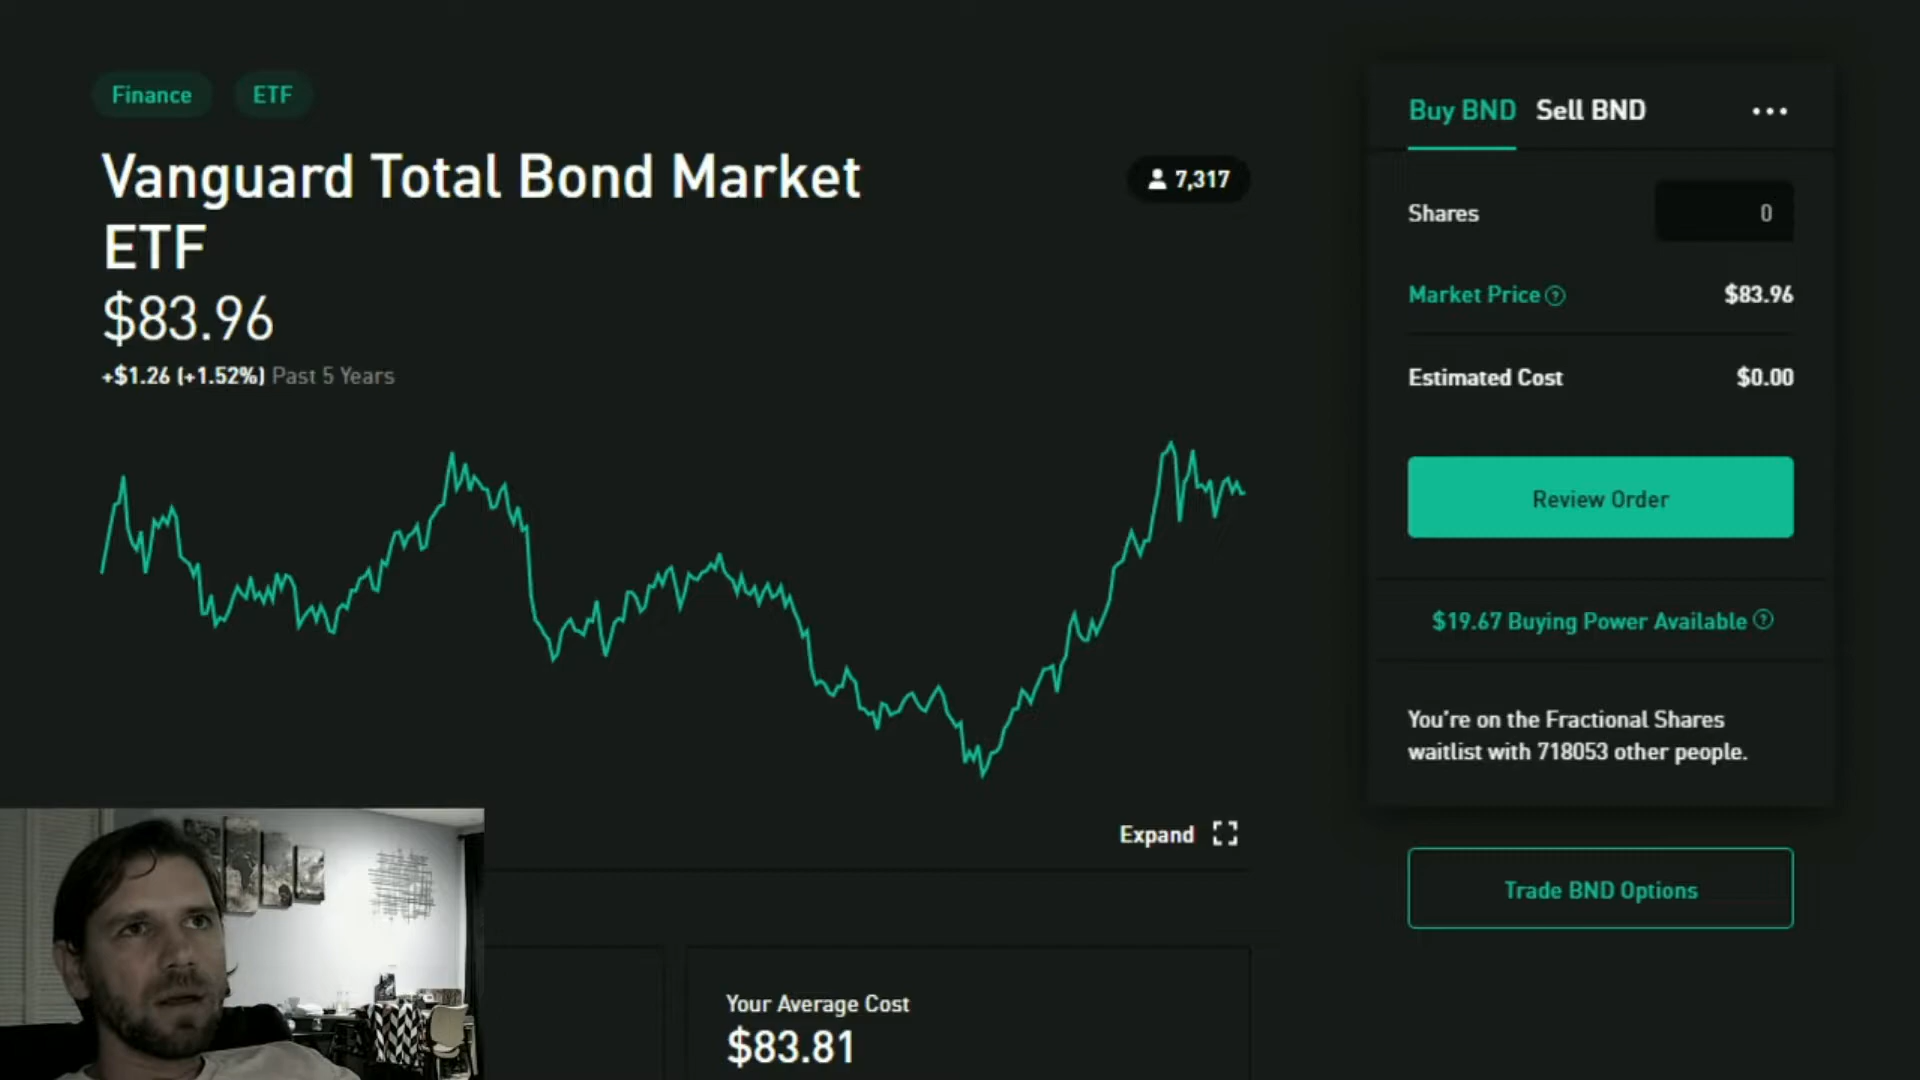 Finance ETF
Vanguard Total Bond Market
ETF
7,317
$83.96
+$1.26 (+1.52%) Past 5 Years
Expand
Your Average Cost
$83.81
Buy BND Sell BND
Shares 0
Market Price $83.96
Estimated Cost $0.00
Review Order
$19.67 Buying Power Available
You're on the Fractional Shares
waitlist with 718053 other people.
Trade BND Options